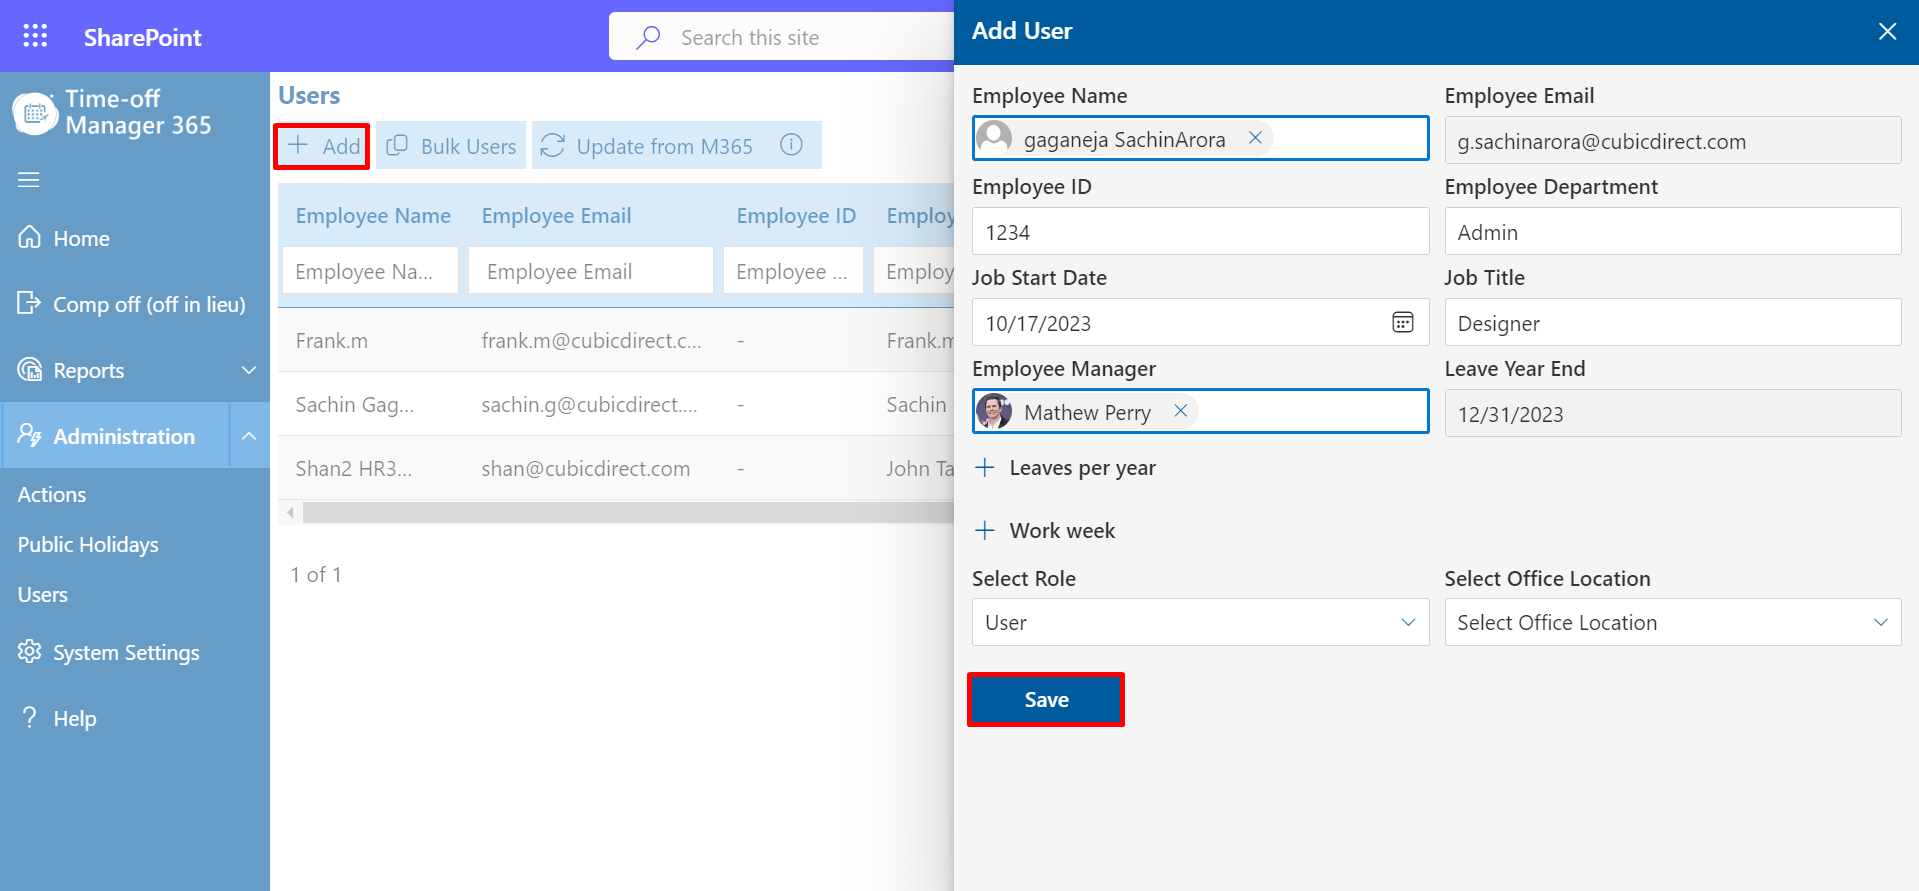 SharePoint
Search this site
Time-off
Manager 365
Home
Comp off (off in lieu)
Reports
Administration
Actions
Public Holidays
Users
System Settings
? Help
Users
+ Add
Bulk Users
Update from M365
Employee Name Employee Email Employee ID Employ
Employee Na... Employee Email Employee ... Employ
Frank.m frank.m@cubicdirect.c... - Frank.m
Sachin Gag... sachin.g@cubicdirect.... - Sachin
Shan2 HR3... shan@cubicdirect.com - John Ta
1 of 1
Add User
Employee Name Employee Email
gaganeja SachinArora g.sachinarora@cubicdirect.com
Employee ID Employee Department
1234 Admin
Job Start Date Job Title
10/17/2023 Designer
Employee Manager Leave Year End
Mathew Perry 12/31/2023
+ Leaves per year
+ Work week
Select Role Select Office Location
User Select Office Location
Save